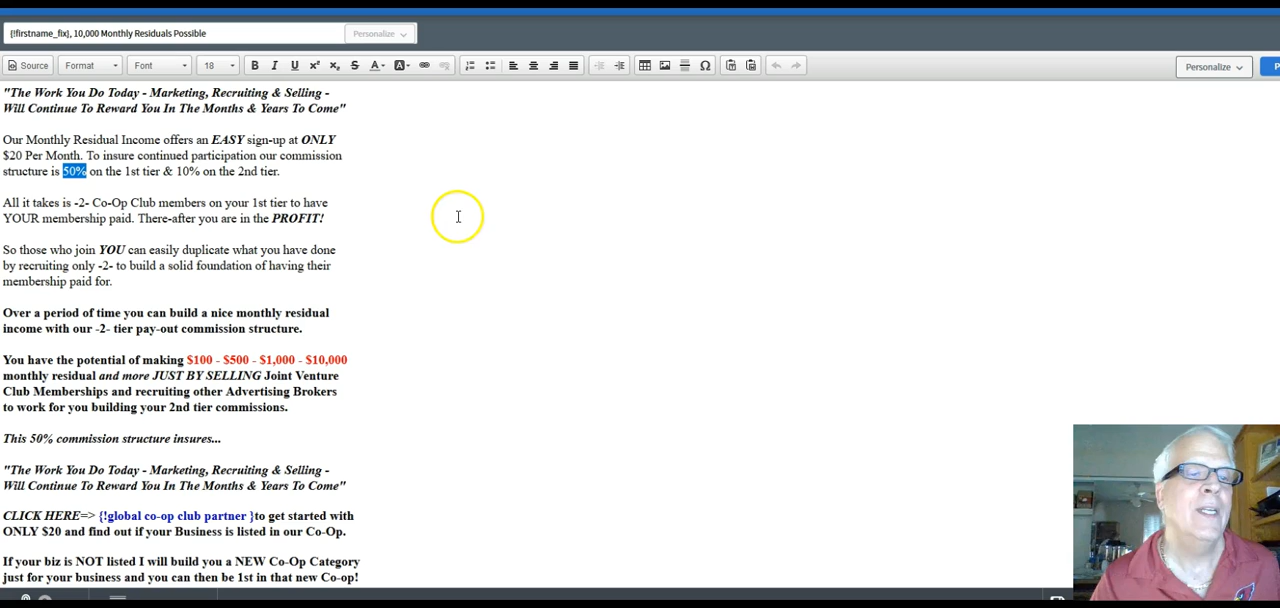 {!firstname_fix}, 10,000 Monthly Residuals Possible
Personalize
Source Format Font 18 B I U x² x₂ S A A Ω Personalize
"The Work You Do Today - Marketing, Recruiting & Selling -
Will Continue To Reward You In The Months & Years To Come"
Our Monthly Residual Income offers an EASY sign-up at ONLY
$20 Per Month. To insure continued participation our commission
structure is 50% on the 1st tier & 10% on the 2nd tier.
All it takes is -2- Co-Op Club members on your 1st tier to have
YOUR membership paid. There-after you are in the PROFIT!
So those who join YOU can easily duplicate what you have done
by recruiting only -2- to build a solid foundation of having their
membership paid for.
Over a period of time you can build a nice monthly residual
income with our -2- tier pay-out commission structure.
You have the potential of making $100 - $500 - $1,000 - $10,000
monthly residual and more JUST BY SELLING Joint Venture
Club Memberships and recruiting other Advertising Brokers
to work for you building your 2nd tier commissions.
This 50% commission structure insures...
"The Work You Do Today - Marketing, Recruiting & Selling -
Will Continue To Reward You In The Months & Years To Come"
CLICK HERE=> {!global co-op club partner }to get started with
ONLY $20 and find out if your Business is listed in our Co-Op.
If your biz is NOT listed I will build you a NEW Co-Op Category
just for your business and you can then be 1st in that new Co-op!